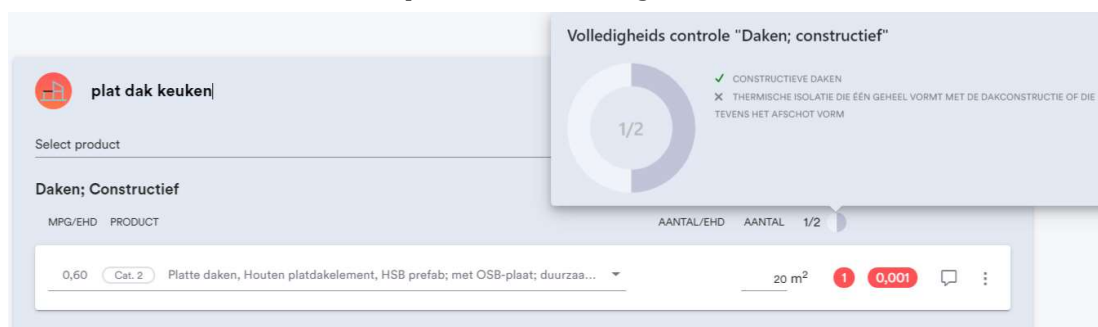 Volledigheids controle "Daken; constructief"
CONSTRUCTIEVE DAKEN
THERMISCHE ISOLATIE DIE ÉÉN GEHEEL VORMT MET DE DAKCONSTRUCTIE OF DIE
TEVENS HET AFSCHOT VORM
1/2
plat dak keuken
Select product
Daken; Constructief
MPG/EHD PRODUCT AANTAL/EHD AANTAL 1/2
0,60 Cat. 2 Platte daken, Houten platdakelement, HSB prefab; met OSB-plaat; duurzaa... 20 m² 1 0,001